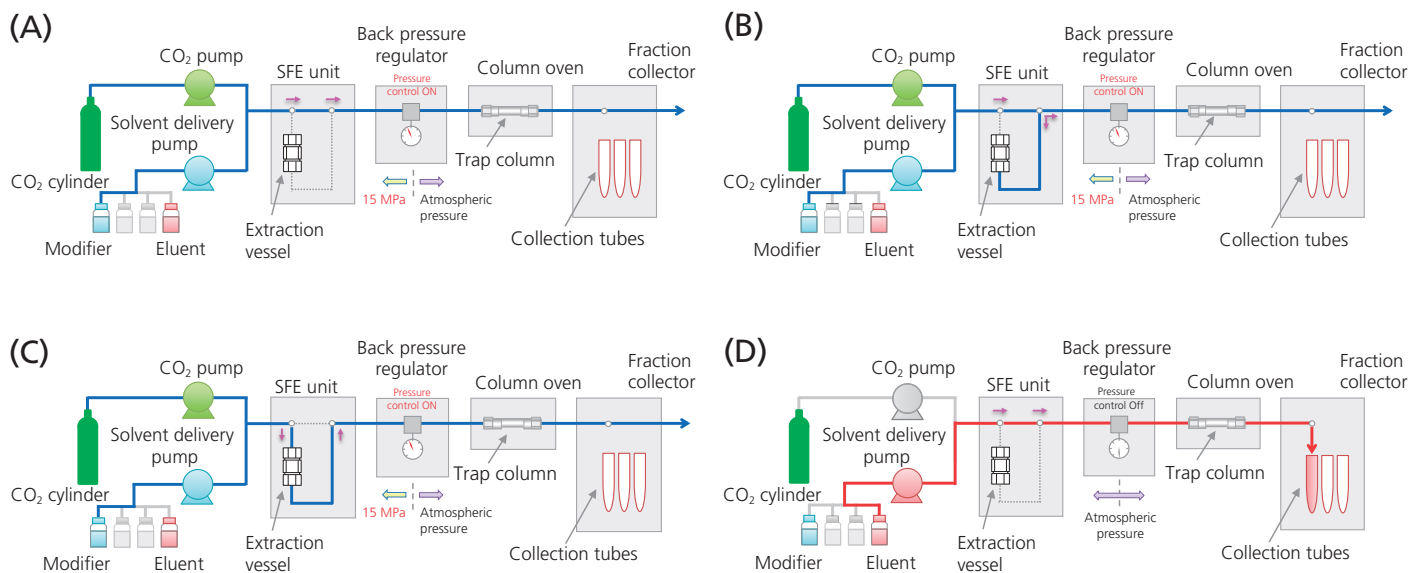 (A)
CO₂ pump
SFE unit
Back pressure
regulator
Pressure
control ON
Column oven
Fraction
collector
Solvent delivery
pump
CO₂ cylinder
Modifier
Eluent
Extraction
vessel
15 MPa
Atmospheric
pressure
Trap column
Collection tubes
(B)
CO₂ pump
SFE unit
Back pressure
regulator
Pressure
control ON
Column oven
Fraction
collector
Solvent delivery
pump
CO₂ cylinder
Modifier
Eluent
Extraction
vessel
15 MPa
Atmospheric
pressure
Trap column
Collection tubes
(C)
CO₂ pump
SFE unit
Back pressure
regulator
Pressure
control ON
Column oven
Fraction
collector
Solvent delivery
pump
CO₂ cylinder
Modifier
Eluent
Extraction
vessel
15 MPa
Atmospheric
pressure
Trap column
Collection tubes
(D)
CO₂ pump
SFE unit
Back pressure
regulator
Pressure
control Off
Column oven
Fraction
collector
Solvent delivery
pump
CO₂ cylinder
Modifier
Eluent
Extraction
vessel
Atmospheric
pressure
Trap column
Collection tubes